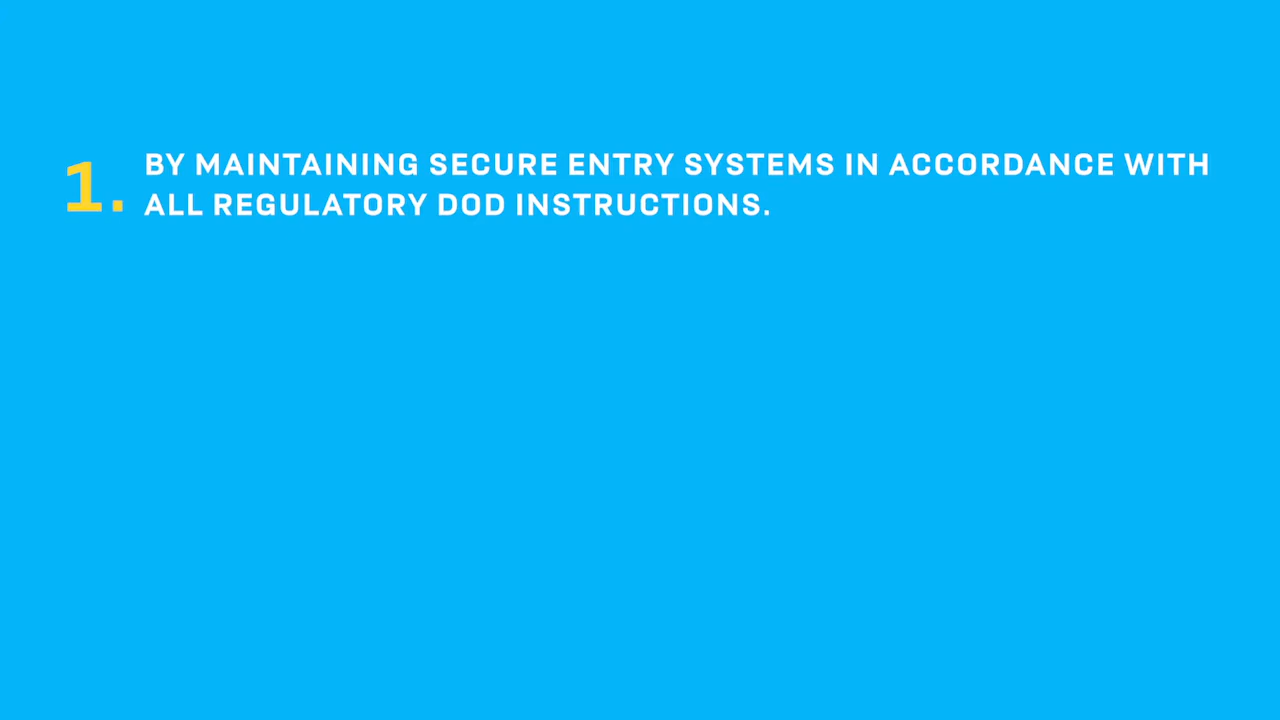 1. BY MAINTAINING SECURE ENTRY SYSTEMS IN ACCORDANCE WITH
ALL REGULATORY DOD INSTRUCTIONS.